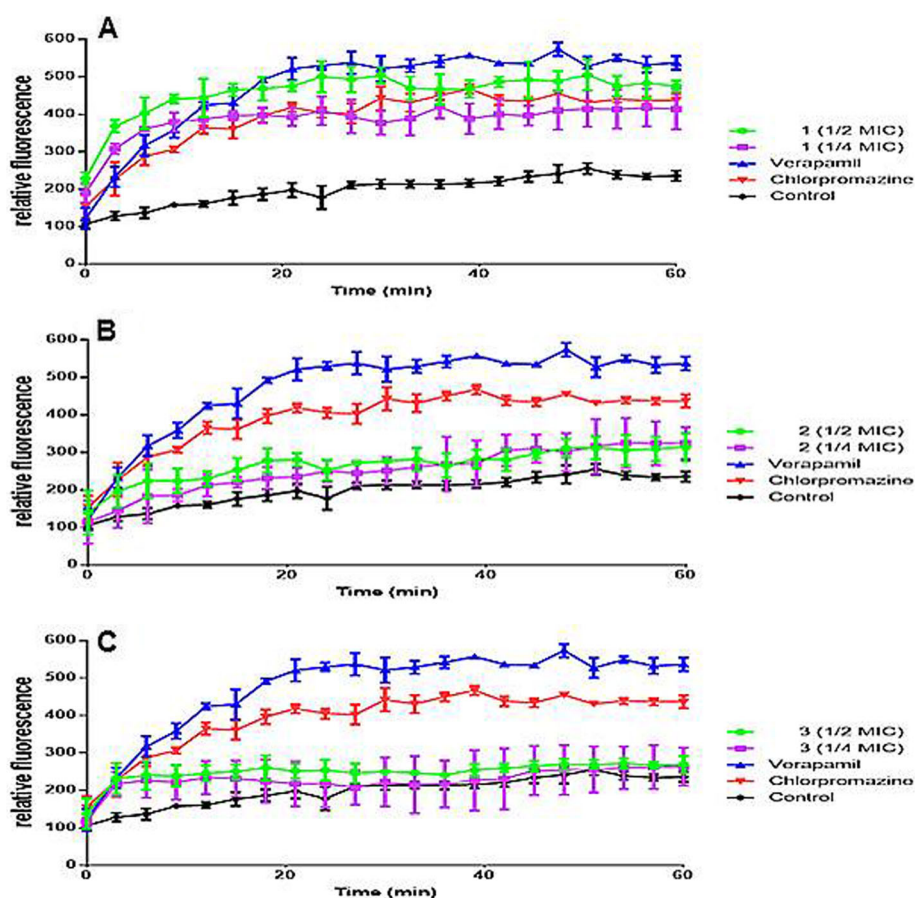 A
600
500
400
300
200
100
0
relative fluorescence
0 20 40 60
Time (min)
1 (1/2 MIC)
1 (1/4 MIC)
Verapamil
Chlorpromazine
Control
B
600
500
400
300
200
100
0
relative fluorescence
0 20 40 60
Time (min)
2 (1/2 MIC)
2 (1/4 MIC)
Verapamil
Chlorpromazine
Control
C
600
500
400
300
200
100
0
relative fluorescence
0 20 40 60
Time (min)
3 (1/2 MIC)
3 (1/4 MIC)
Verapamil
Chlorpromazine
Control